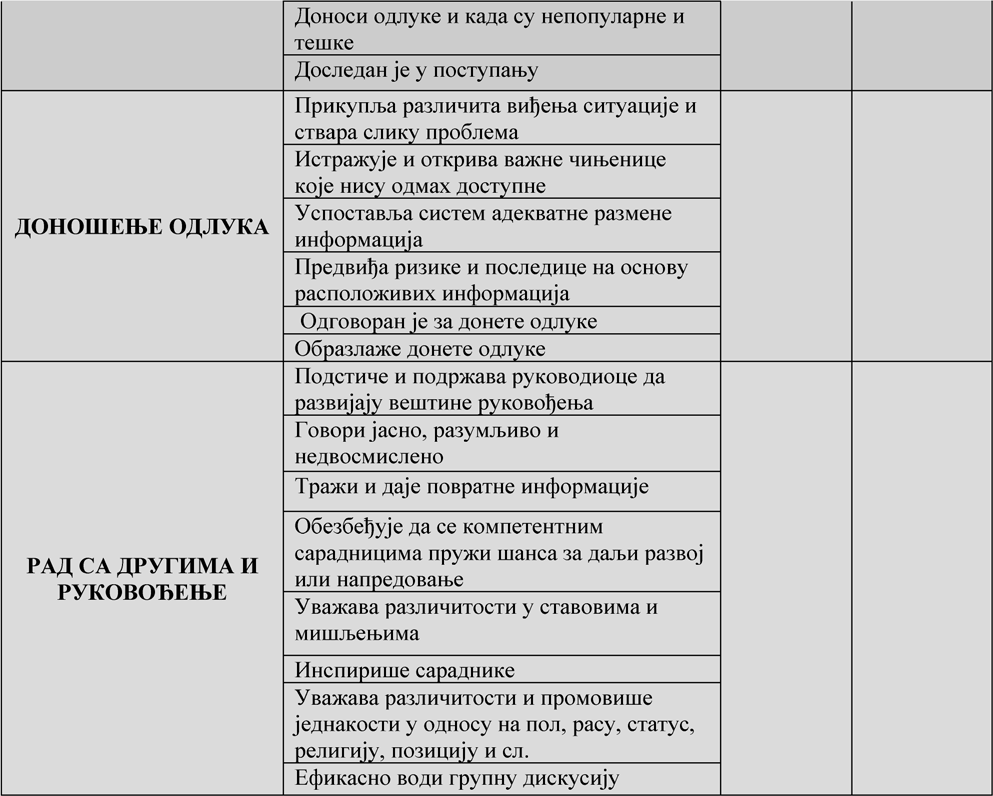 Доноси одлуке и када су непопуларне и
тешке
Доследан је у поступању
ДОНОШЕЊЕ ОДЛУКА
Прикупља различита виђења ситуације и
ствара слику проблема
Истражује и открива важне чињенице
које нису одмах доступне
Успоставља систем адекватне размене
информација
Предвиђа ризике и последице на основу
расположивих информација
Одговоран је за донете одлуке
Образлаже донете одлуке
РАД СА ДРУГИМА И
РУКОВОЂЕЊЕ
Подстиче и подржава руководиоце да
развијају вештине руковођења
Говори јасно, разумљиво и
недвосмислено
Тражи и даје повратне информације
Обезбеђује да се компетентним
сарадницима пружи шанса за даљи развој
или напредовање
Уважава различитости у ставовима и
мишљењима
Инспирише сараднике
Уважава различитости и промовише
једнакости у односу на пол, расу, статус,
религију, позицију и сл.
Ефикасно води групну дискусију